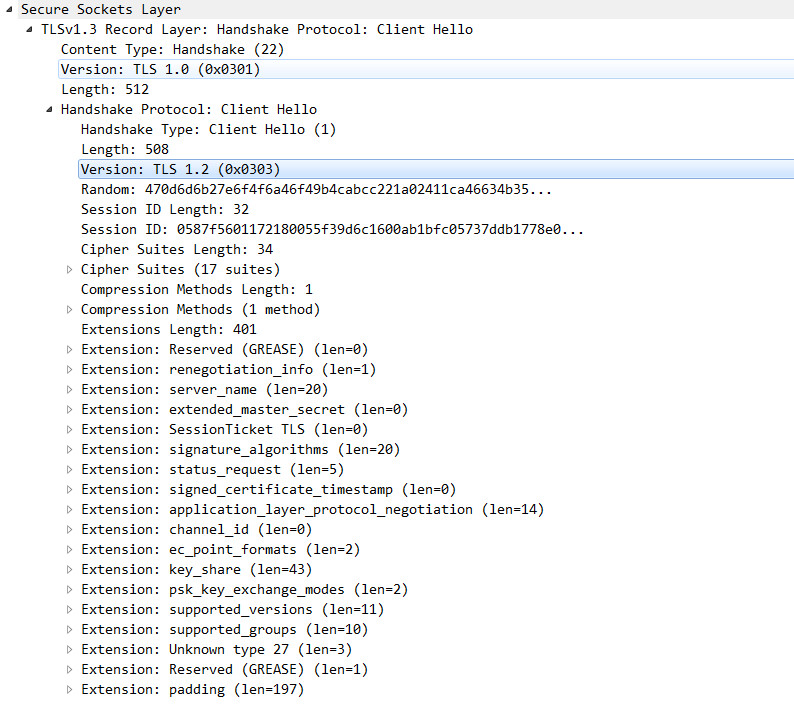 Secure Sockets Layer
TLSv1.3 Record Layer: Handshake Protocol: Client Hello
Content Type: Handshake (22)
Version: TLS 1.0 (0x0301)
Length: 512
Handshake Protocol: Client Hello
Handshake Type: Client Hello (1)
Length: 508
Version: TLS 1.2 (0x0303)
Random: 470d6d6b27e6f4f6a46f49b4cabcc221a02411ca46634b35...
Session ID Length: 32
Session ID: 0587f5601172180055f39d6c1600ab1bfc05737ddb1778e0...
Cipher Suites Length: 34
Cipher Suites (17 suites)
Compression Methods Length: 1
Compression Methods (1 method)
Extensions Length: 401
Extension: Reserved (GREASE) (len=0)
Extension: renegotiation_info (len=1)
Extension: server_name (len=20)
Extension: extended_master_secret (len=0)
Extension: SessionTicket TLS (len=0)
Extension: signature_algorithms (len=20)
Extension: status_request (len=5)
Extension: signed_certificate_timestamp (len=0)
Extension: application_layer_protocol_negotiation (len=14)
Extension: channel_id (len=0)
Extension: ec_point_formats (len=2)
Extension: key_share (len=43)
Extension: psk_key_exchange_modes (len=2)
Extension: supported_versions (len=11)
Extension: supported_groups (len=10)
Extension: Unknown type 27 (len=3)
Extension: Reserved (GREASE) (len=1)
Extension: padding (len=197)